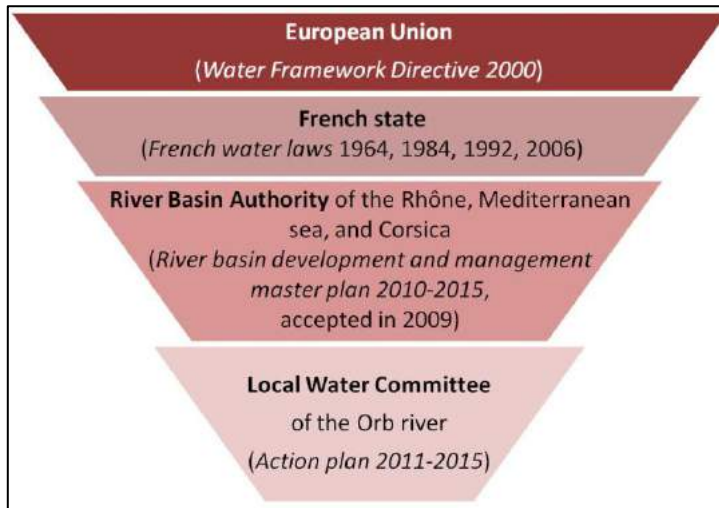 European Union
(Water Framework Directive 2000)
French state
(French water laws 1964, 1984, 1992, 2006)
River Basin Authority of the Rhône, Mediterranean
sea, and Corsica
(River basin development and management
master plan 2010-2015,
accepted in 2009)
Local Water Committee
of the Orb river
(Action plan 2011-2015)